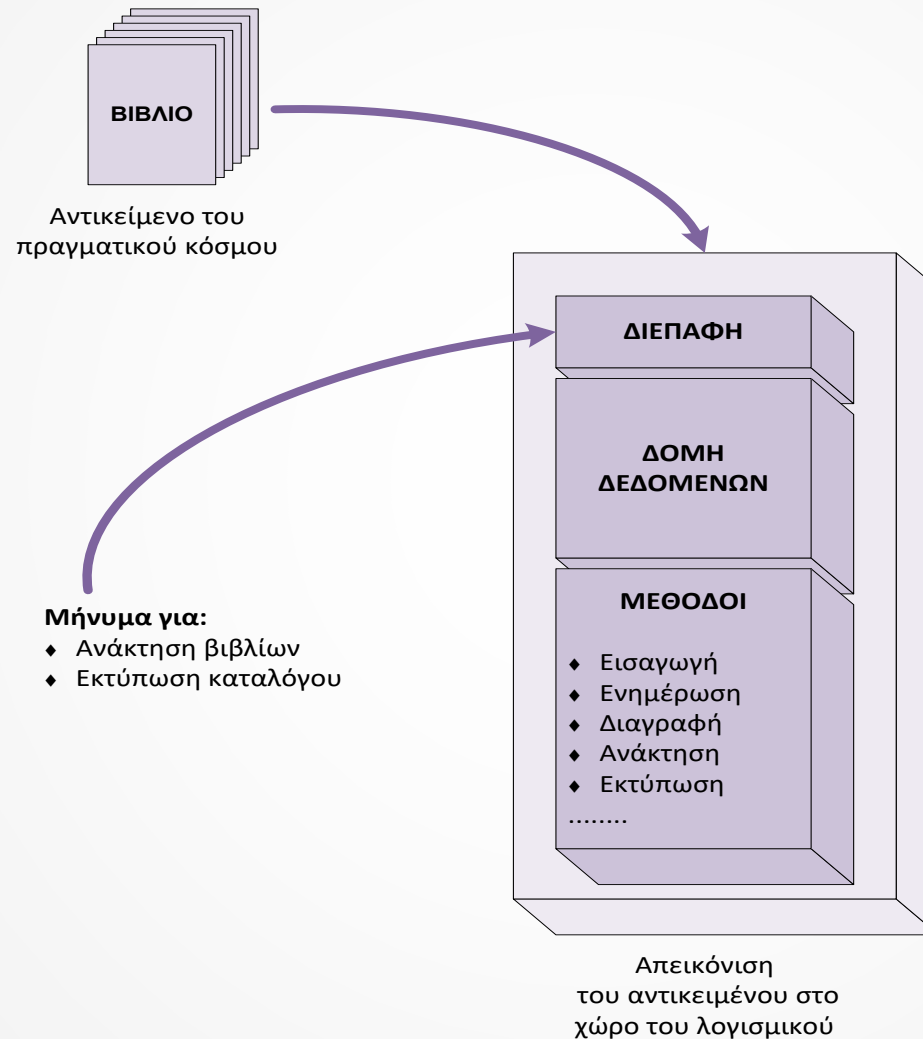 ΒΙΒΛΙΟ
Αντικείμενο του
πραγματικού κόσμου
ΔΙΕΠΑΦΗ
ΔΟΜΗ
ΔΕΔΟΜΕΝΩΝ
Μήνυμα για:
♦ Ανάκτηση βιβλίων
♦ Εκτύπωση καταλόγου
ΜΕΘΟΔΟΙ
♦ Εισαγωγή
♦ Ενημέρωση
♦ Διαγραφή
♦ Ανάκτηση
♦ Εκτύπωση
........
Απεικόνιση
του αντικειμένου στο
χώρο του λογισμικού